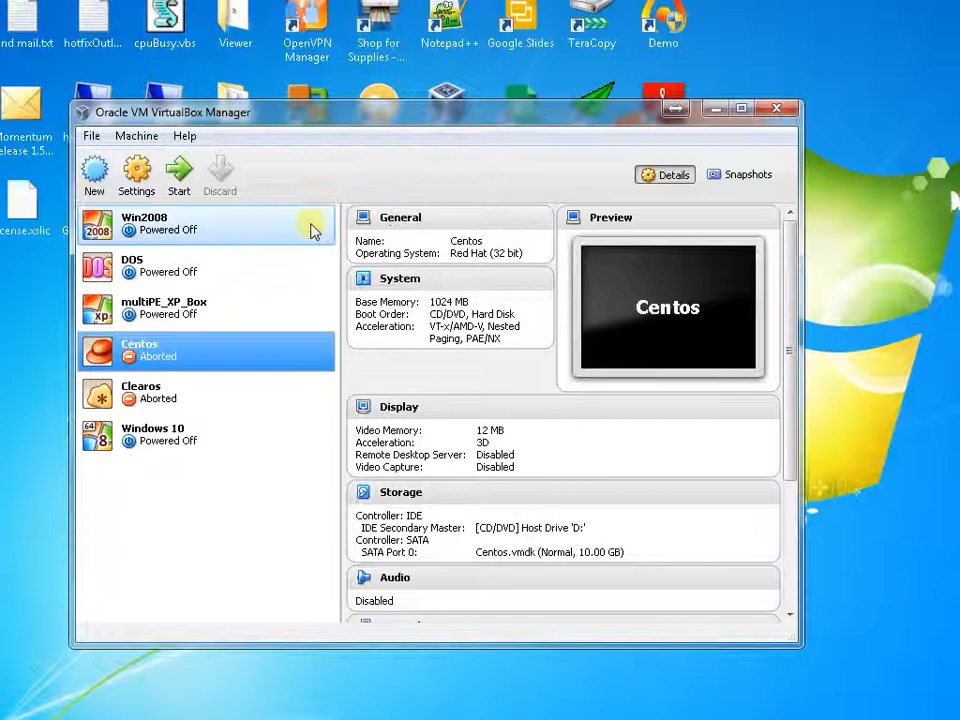 nd mail.txt
hotfixOutl...
cpuBusy.vbs
Viewer
OpenVPN
Manager
Shop for
Supplies -...
Notepad++
Google Slides
TeraCopy
Demo
Momentum
elease 1.5...
cense.xslic
Oracle VM VirtualBox Manager
File Machine Help
New Settings Start Discard
Details Snapshots
2008
Win2008
Powered Off
DOS
DOS
Powered Off
xp
multiPE_XP_Box
Powered Off
Centos
Aborted
Clearos
Aborted
64
8
Windows 10
Powered Off
General
Name: Centos
Operating System: Red Hat (32 bit)
System
Base Memory: 1024 MB
Boot Order: CD/DVD, Hard Disk
Acceleration: VT-x/AMD-V, Nested
Paging, PAE/NX
Preview
Centos
Display
Video Memory: 12 MB
Acceleration: 3D
Remote Desktop Server: Disabled
Video Capture: Disabled
Storage
Controller: IDE
IDE Secondary Master: [CD/DVD] Host Drive 'D:'
Controller: SATA
SATA Port 0: Centos.vmdk (Normal, 10.00 GB)
Audio
Disabled